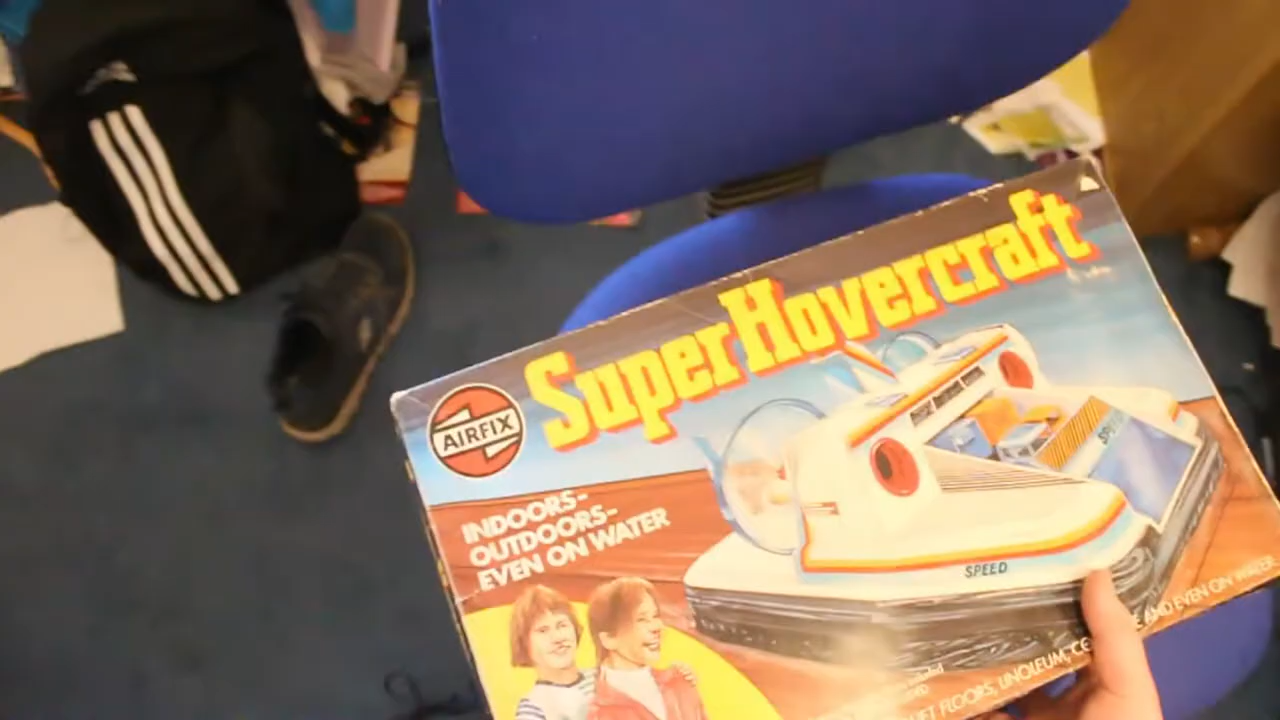 SuperHovercraft
AIRFIX
INDOORS-
OUTDOORS-
EVEN ON WATER
SPEED
FLOORS, LINOLEUM, AND EVEN ON WATER